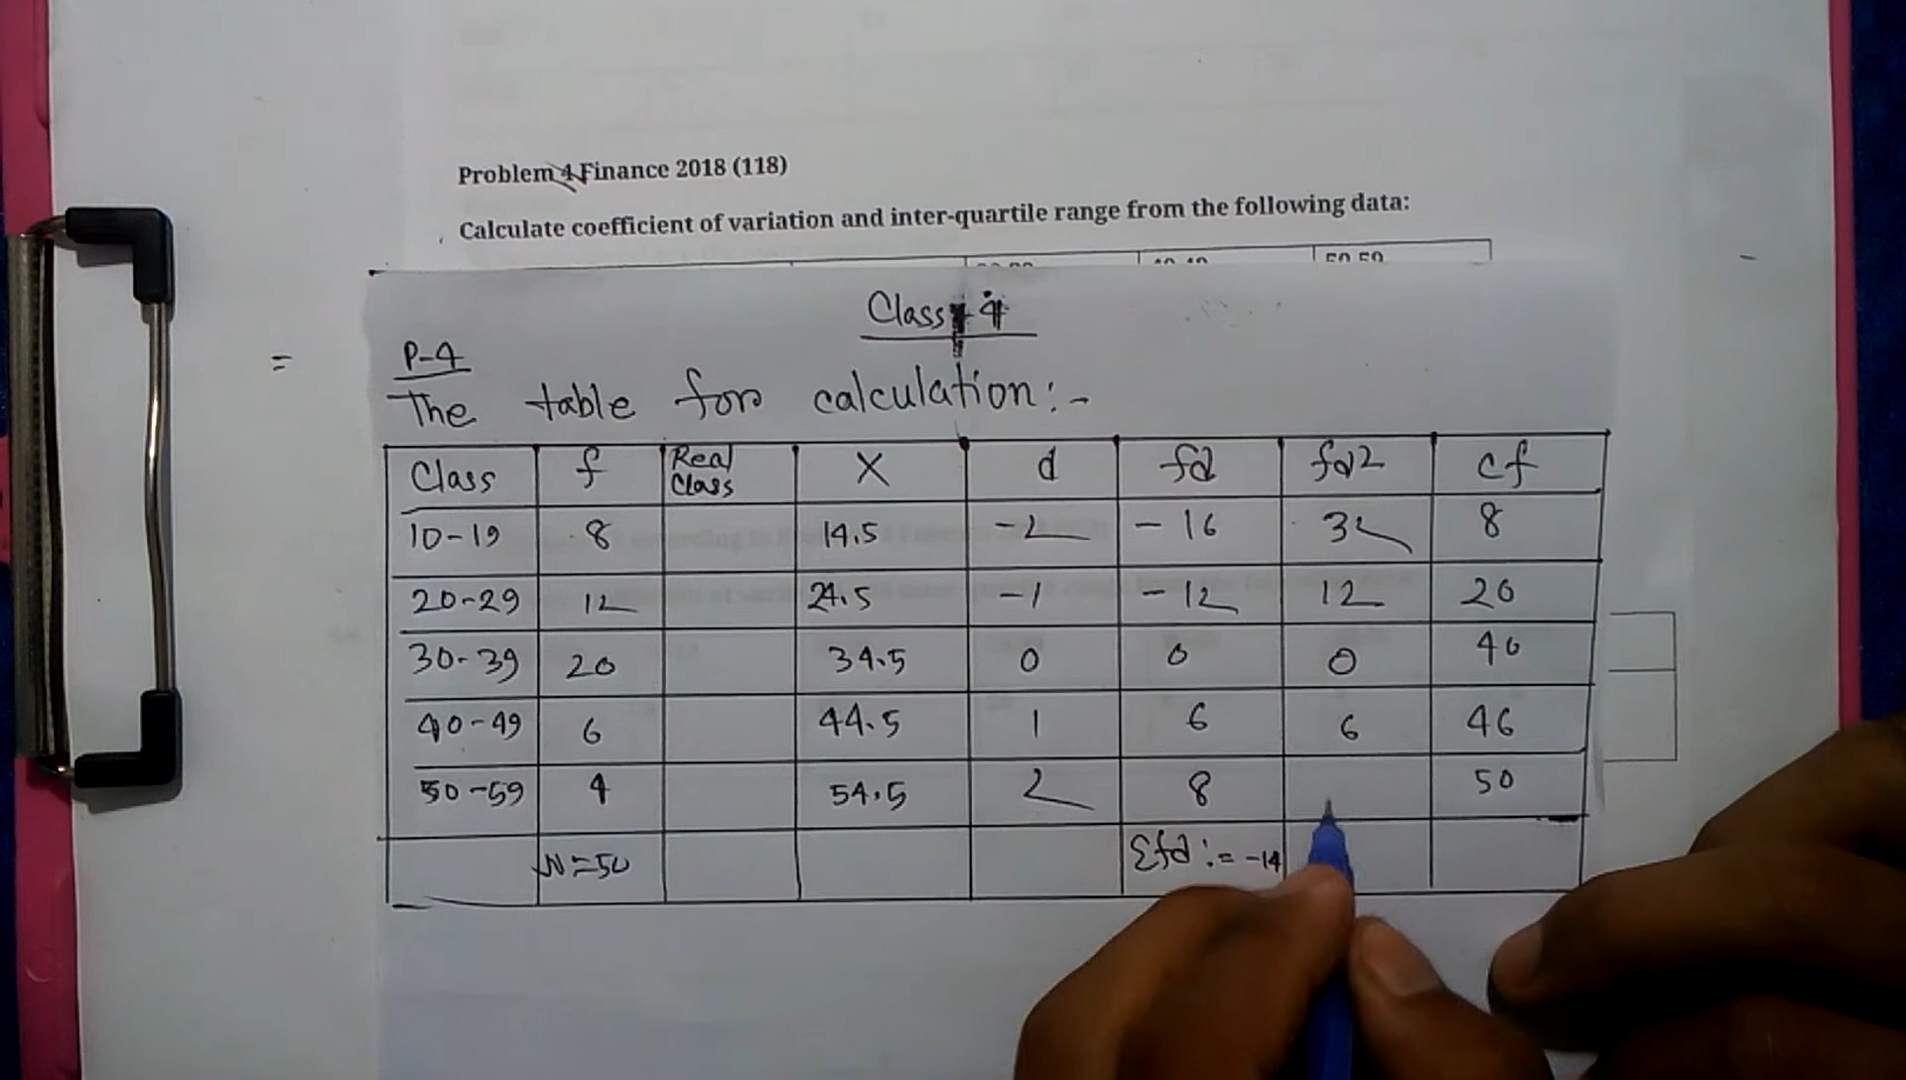 Problem 4 Finance 2018 (118)
Calculate coefficient of variation and inter-quartile range from the following data:
50-59
Class 4
=
P-4
The table for calculation:-
Class f Real Class X d fd fd2 cf
10-19 8 14.5 -2 -16 32 8
20-29 12 24.5 -1 -12 12 20
30-39 20 34.5 0 0 0 40
40-49 6 44.5 1 6 6 46
50-59 4 54.5 2 8 50
N=50 Σfd:= -14